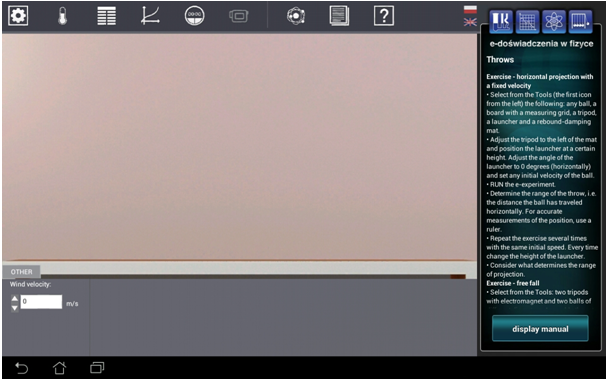 00:00
?
e-doświadczenia w fizyce
Throws
Exercise - horizontal projection with
a fixed velocity
• Select from the Tools (the first icon
from the left) the following: any ball, a
board with a measuring grid, a tripod,
a launcher and a rebound-damping
mat.
• Adjust the tripod to the left of the mat
and position the launcher at a certain
height. Adjust the angle of the
launcher to 0 degrees (horizontally)
and set any initial velocity of the ball.
• RUN the e-experiment.
• Determine the range of the throw, i.e.
the distance the ball has traveled
horizontally. For accurate
measurements of the position, use a
ruler.
• Repeat the exercise several times
with the same initial speed. Every time
change the height of the launcher.
• Consider what determines the range
of projection.
Exercise - free fall
• Select from the Tools: two tripods
with electromagnet and two balls of
display manual
OTHER
Wind velocity:
0 m/s